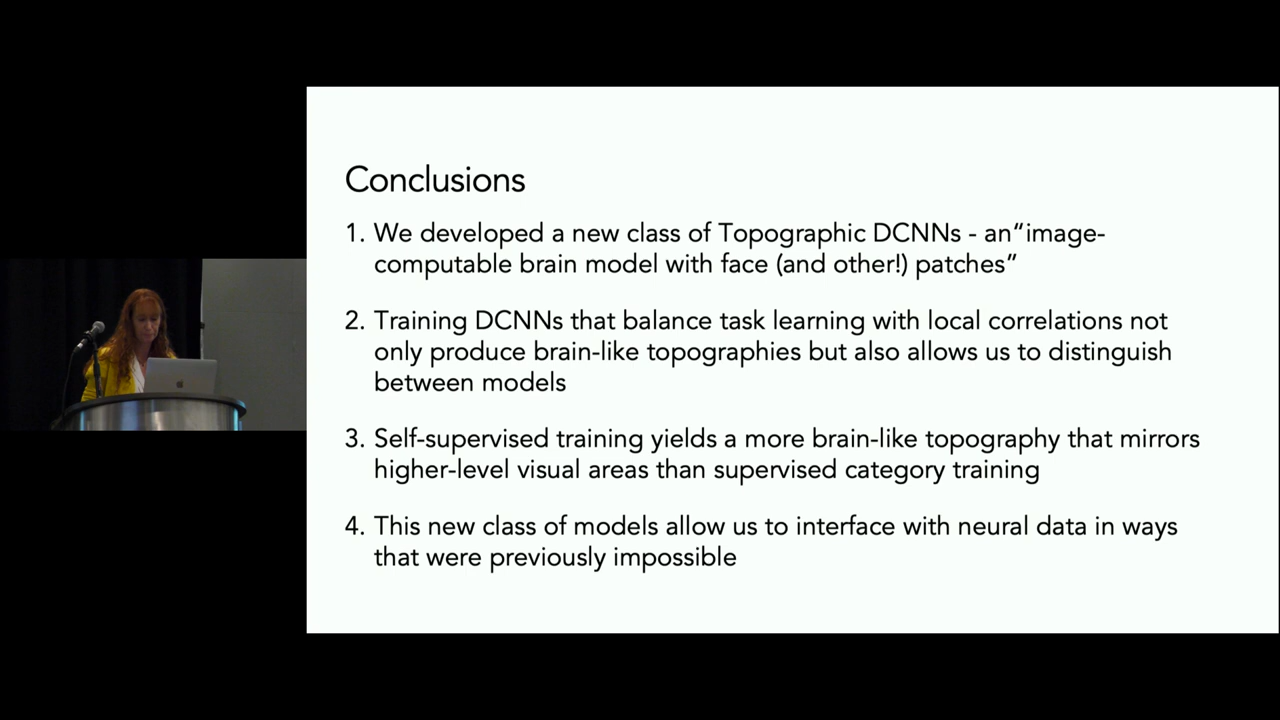 Conclusions
1. We developed a new class of Topographic DCNNs - an“image-
computable brain model with face (and other!) patches”
2. Training DCNNs that balance task learning with local correlations not
only produce brain-like topographies but also allows us to distinguish
between models
3. Self-supervised training yields a more brain-like topography that mirrors
higher-level visual areas than supervised category training
4. This new class of models allow us to interface with neural data in ways
that were previously impossible